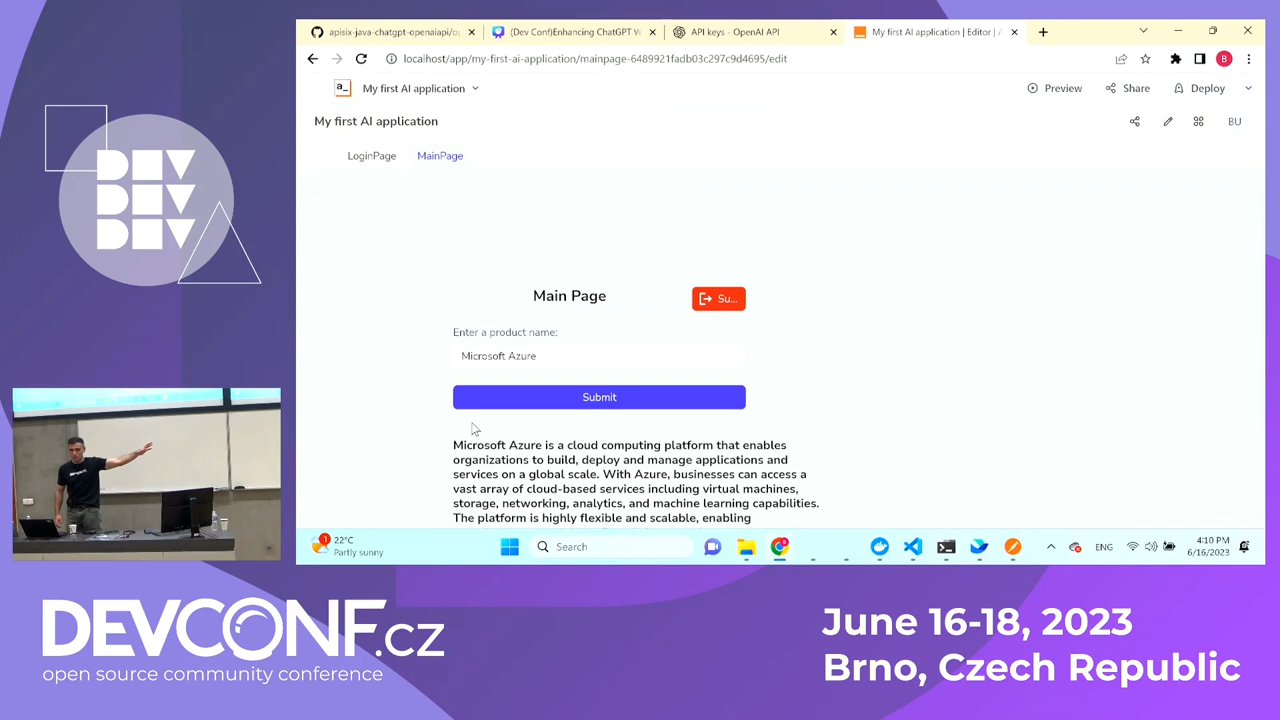 apisix-java-chatgpt-openaiapi/o
(Dev Conf)Enhancing ChatGPT
API keys - OpenAI API
My first AI application | Editor |
localhost/app/my-first-ai-application/mainpage-6489921fadb03c297c9d4695/edit
B
a_
My first AI application
Preview
Share
Deploy
My first AI application
BU
LoginPage
MainPage
Main Page
Su...
Enter a product name:
Microsoft Azure
Submit
Microsoft Azure is a cloud computing platform that enables
organizations to build, deploy and manage applications and
services on a global scale. With Azure, businesses can access a
vast array of cloud-based services including virtual machines,
storage, networking, analytics, and machine learning capabilities.
The platform is highly flexible and scalable, enabling
1
22°C
Partly sunny
Search
ENG
4:10 PM
6/16/2023
DEV
DEV
DEV
DEVCONF.cz
open source community conference
June 16-18, 2023
Brno, Czech Republic